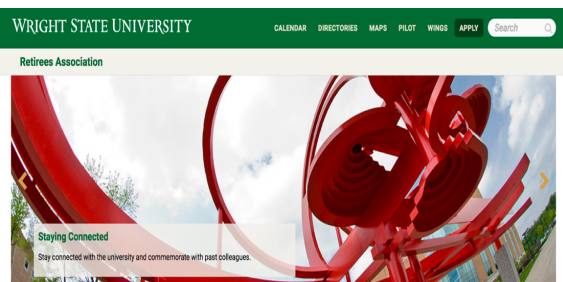 WRIGHT STATE UNIVERSITY
CALENDAR DIRECTORIES MAPS PILOT WINGS APPLY Search
Retirees Association
Staying Connected
Stay connected with the university and commemorate with past colleagues.